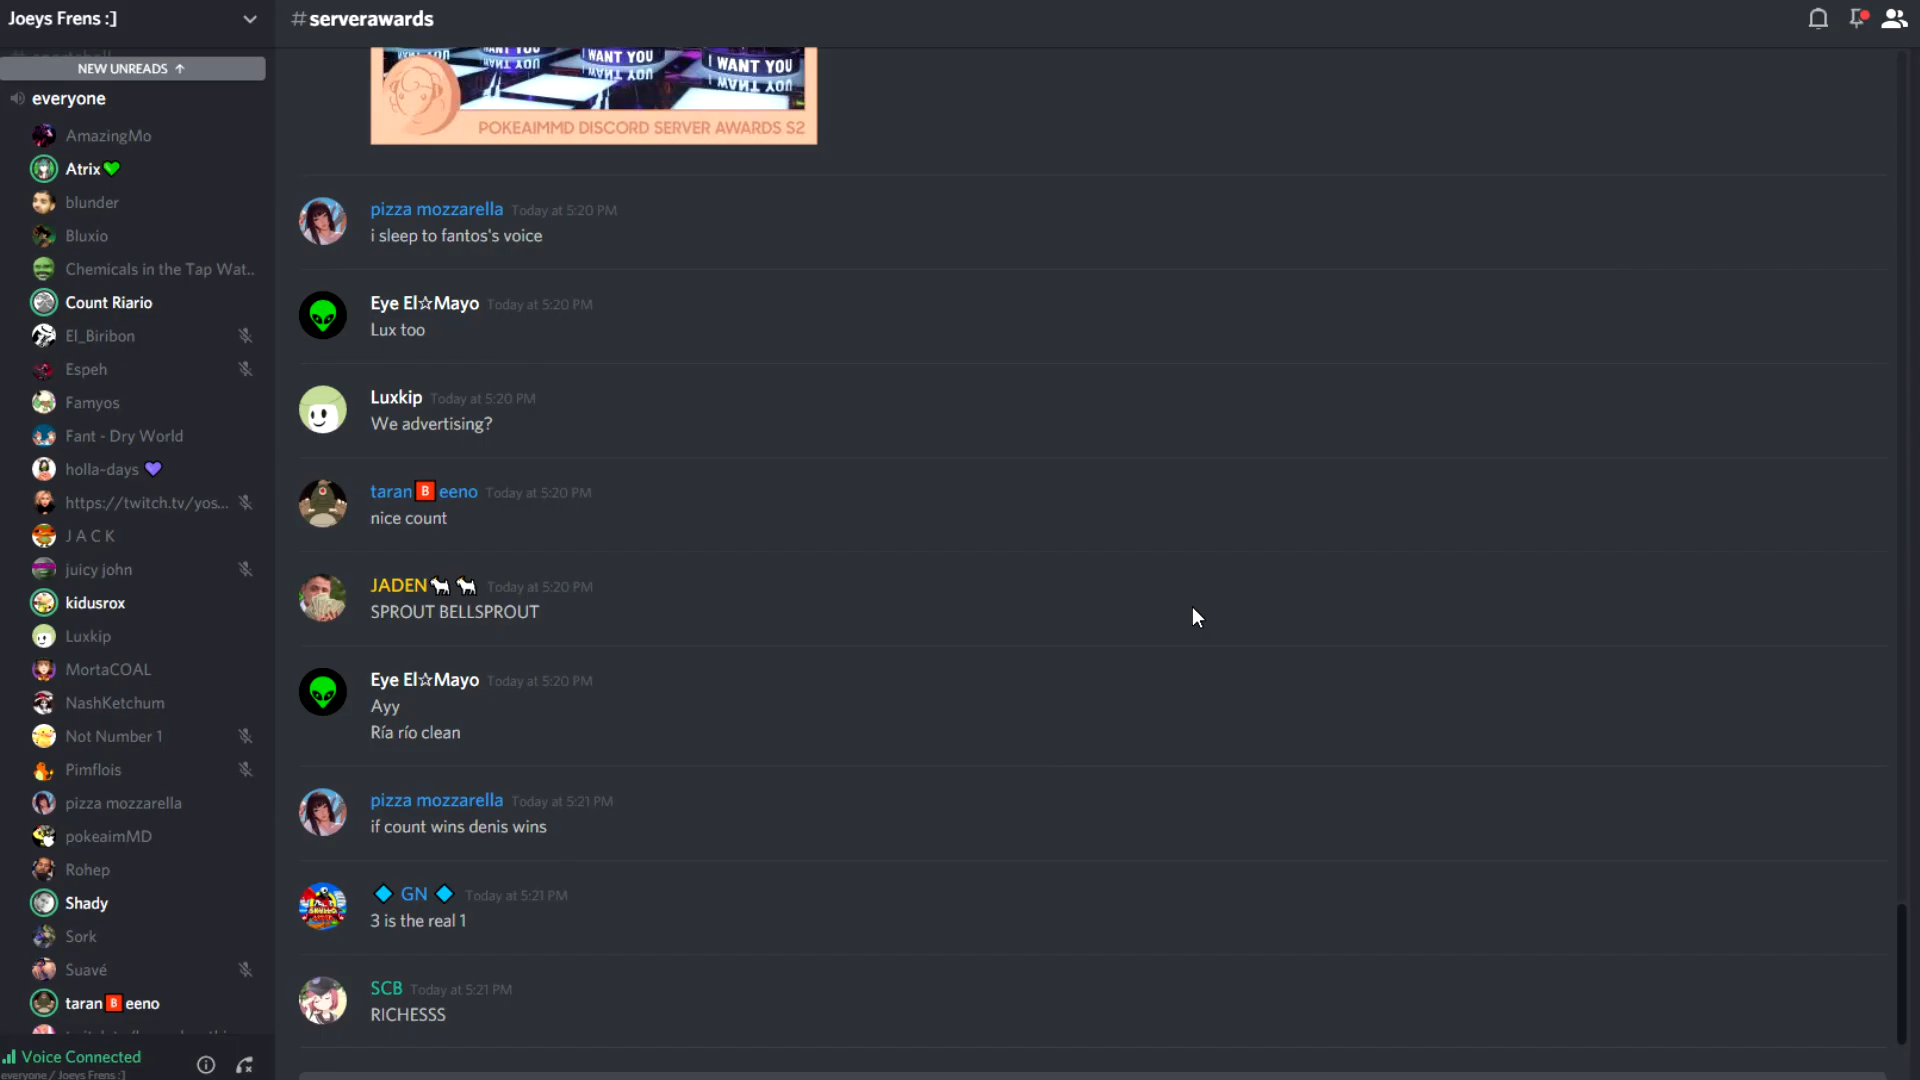 Joeys Frens :]
#serverawards
NEW UNREADS ↑
everyone
AmazingMo
Atrix💚
blunder
Bluxio
Chemicals in the Tap Wat..
Count Riario
El_Biribon
Espeh
Famyos
Fant - Dry World
holla-days 💜
https://twitch.tv/yos...
J A C K
juicy john
kidusrox
Luxkip
MortaCOAL
NashKetchum
Not Number 1
Pimflois
pizza mozzarella
pokeaimMD
Rohep
Shady
Sork
Suavé
taran🅱eeno
Voice Connected
everyone / Joeys Frens :]
WANT YOU
I WANT YOU
I WANT YOU
POKEAIMMD DISCORD SERVER AWARDS S2
pizza mozzarella Today at 5:20 PM
i sleep to fantos's voice
Eye El☆Mayo Today at 5:20 PM
Lux too
Luxkip Today at 5:20 PM
We advertising?
taran🅱eeno Today at 5:20 PM
nice count
JADEN🐐🐐 Today at 5:20 PM
SPROUT BELLSPROUT
Eye El☆Mayo Today at 5:20 PM
Ayy
Ría río clean
pizza mozzarella Today at 5:21 PM
if count wins denis wins
🔷 GN 🔷 Today at 5:21 PM
3 is the real 1
SCB Today at 5:21 PM
RICHESSS